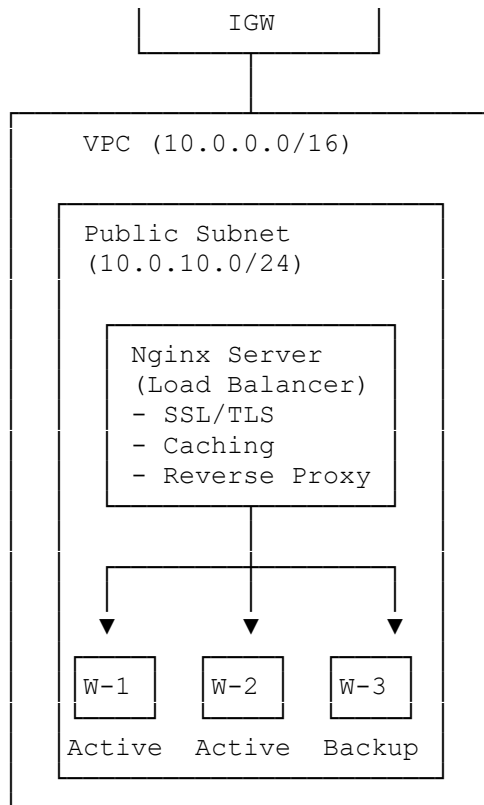 IGW
VPC (10.0.0.0/16)
Public Subnet
(10.0.10.0/24)
Nginx Server
(Load Balancer)
- SSL/TLS
- Caching
- Reverse Proxy
W-1 W-2 W-3
Active Active Backup